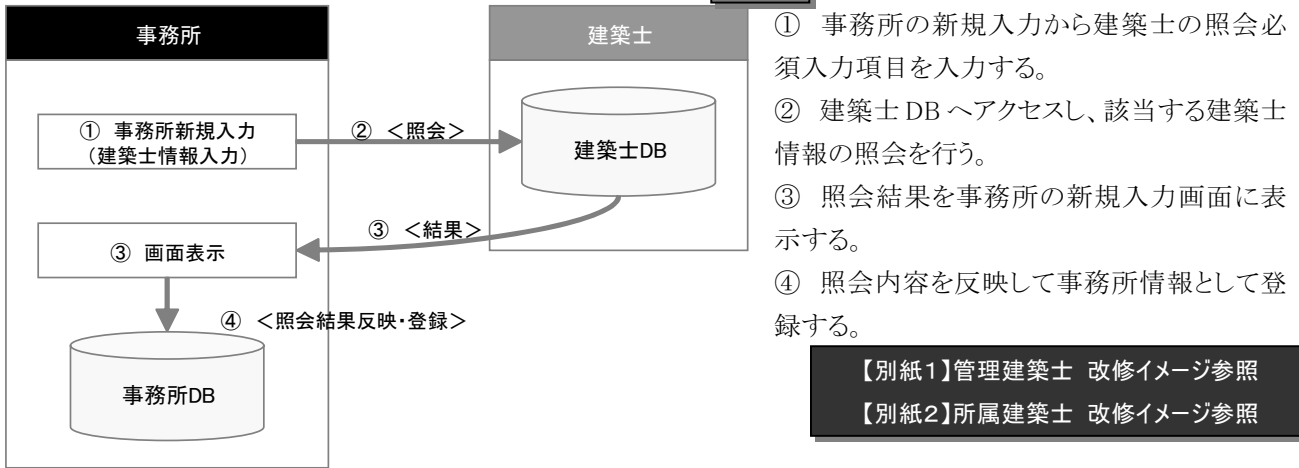 事務所
建築士
① 事務所新規入力
（建築士情報入力）
② ＜照会＞
建築士DB
③ ＜結果＞
③ 画面表示
④ ＜照会結果反映・登録＞
事務所DB
① 事務所の新規入力から建築士の照会必
須入力項目を入力する。
② 建築士 DB へアクセスし、該当する建築士
情報の照会を行う。
③ 照会結果を事務所の新規入力画面に表
示する。
④ 照会内容を反映して事務所情報として登
録する。
【別紙１】管理建築士 改修イメージ参照
【別紙２】所属建築士 改修イメージ参照